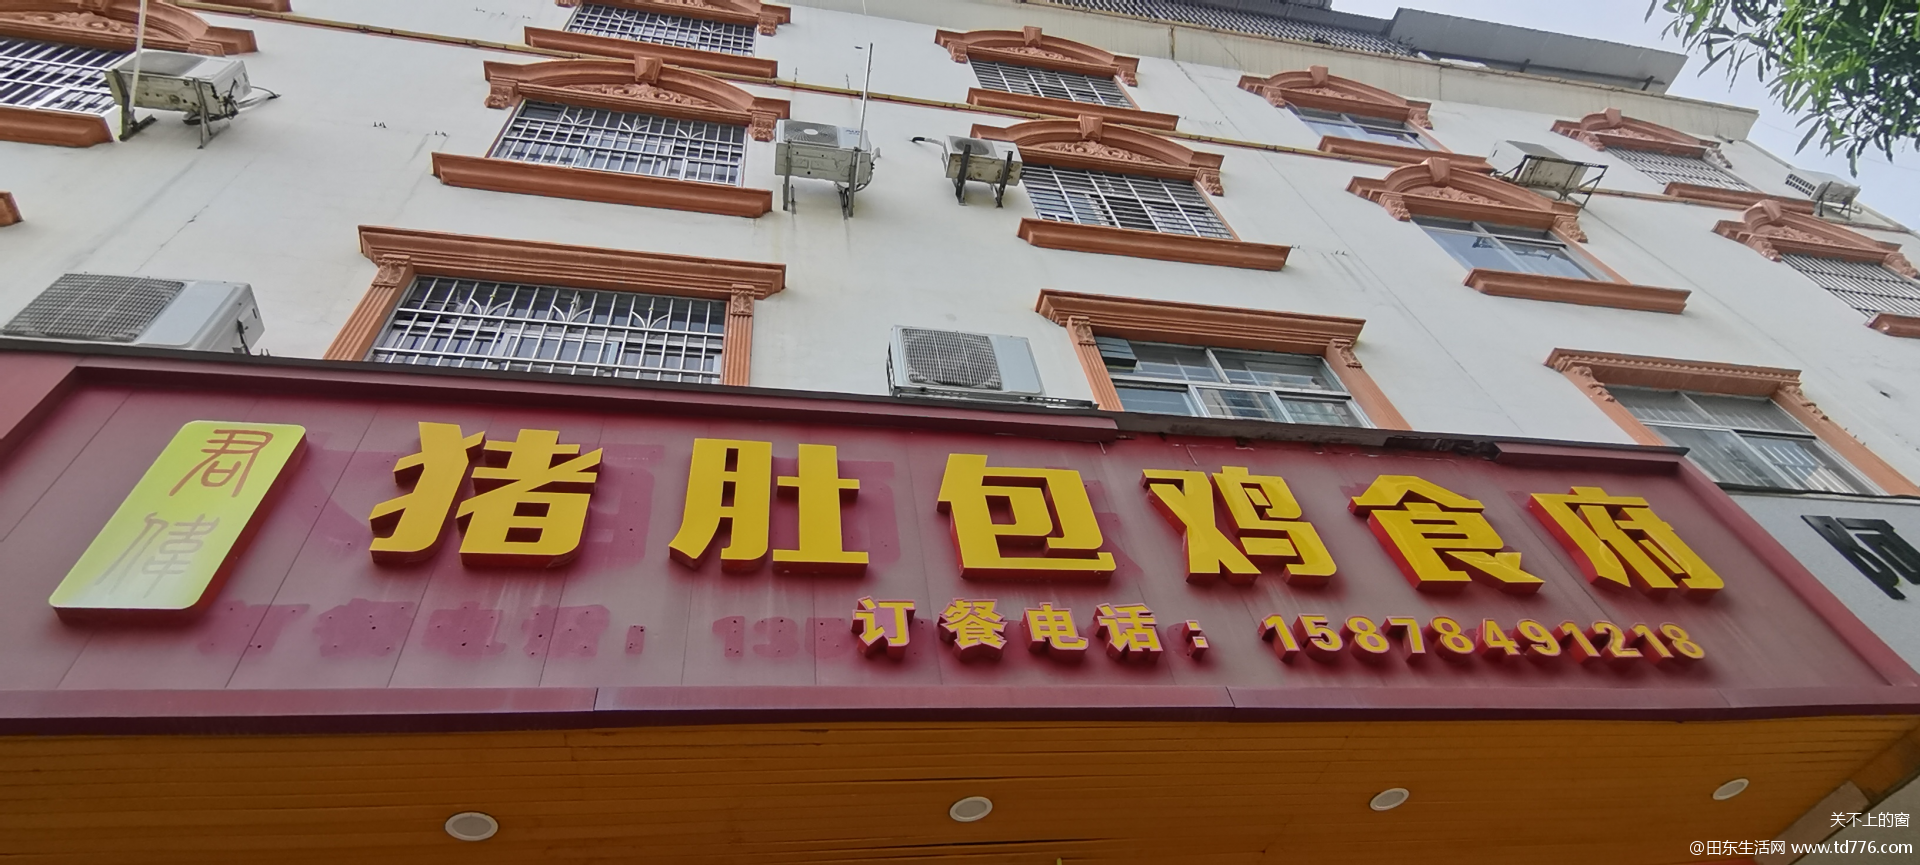 君偉
猪肚包鸡食府
订餐电话：15878491218
关不上的窗
@田东生活网 www.td776.com